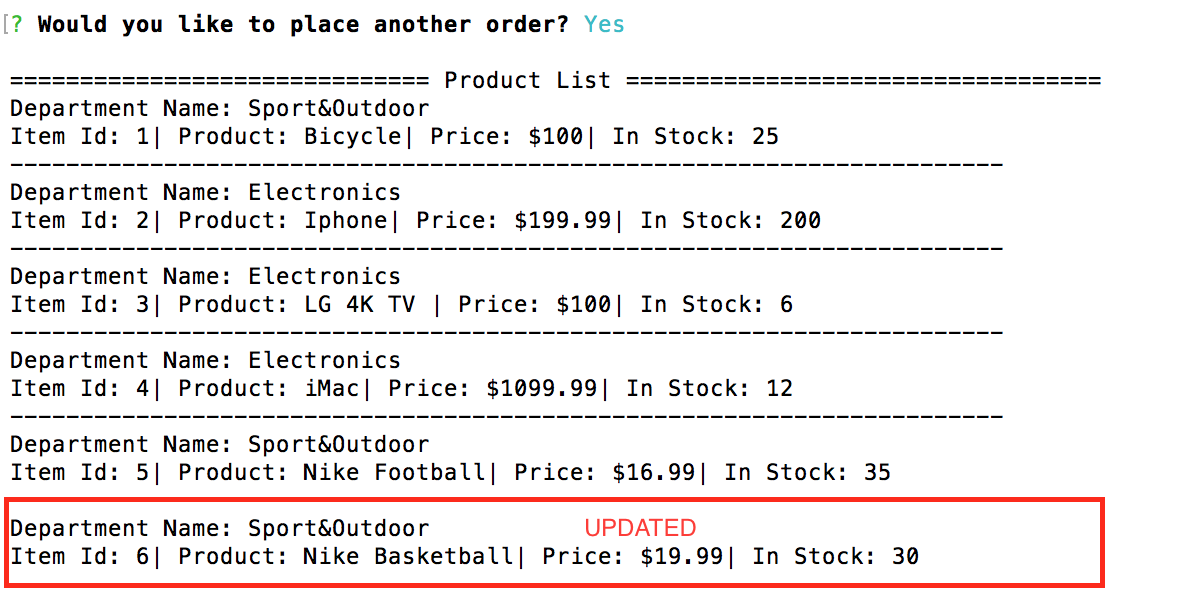 [? Would you like to place another order? Yes
=============================== Product List ==================================
Department Name: Sport&Outdoor
Item Id: 1| Product: Bicycle| Price: $100| In Stock: 25
-----------------------------------------------------------------------
Department Name: Electronics
Item Id: 2| Product: Iphone| Price: $199.99| In Stock: 200
-----------------------------------------------------------------------
Department Name: Electronics
Item Id: 3| Product: LG 4K TV | Price: $100| In Stock: 6
-----------------------------------------------------------------------
Department Name: Electronics
Item Id: 4| Product: iMac| Price: $1099.99| In Stock: 12
-----------------------------------------------------------------------
Department Name: Sport&Outdoor
Item Id: 5| Product: Nike Football| Price: $16.99| In Stock: 35
Department Name: Sport&Outdoor UPDATED
Item Id: 6| Product: Nike Basketball| Price: $19.99| In Stock: 30